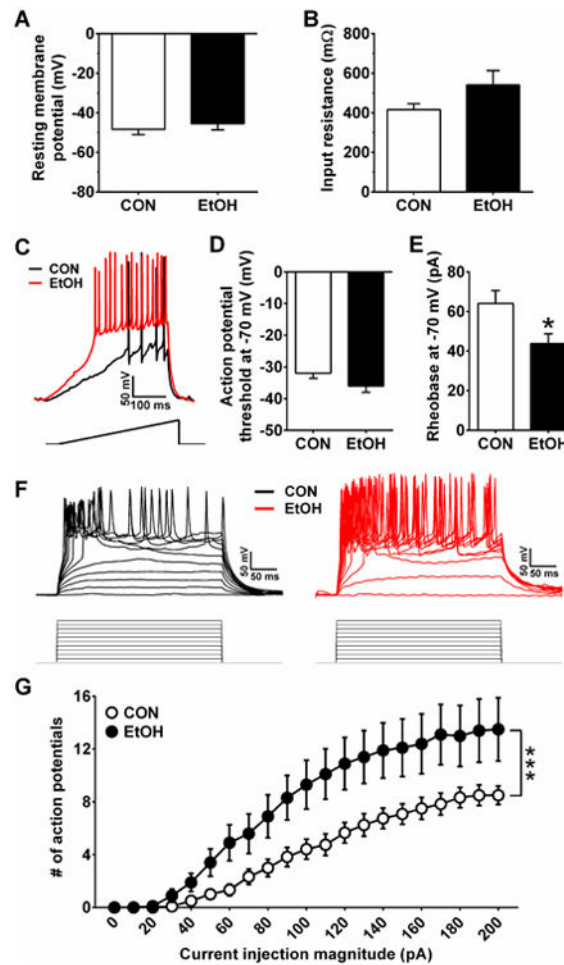 A
Resting membrane
potential (mV)
0
-20
-40
-60
-80
CON
EtOH
B
Input resistance
(mΩ)
800
600
400
200
0
CON
EtOH
C
CON
EtOH
50 mV
100 ms
D
Action potential
threshold at -70 mV (mV)
0
-10
-20
-30
-40
-50
CON
EtOH
E
Rheobase at -70 mV (pA)
80
60
40
20
0
*
CON
EtOH
F
CON
EtOH
50 mV
50 ms
50 mV
50 ms
G
# of action potentials
16
12
8
4
0
CON
EtOH
***
0
20
40
60
80
100
120
140
160
180
200
Current injection magnitude (pA)